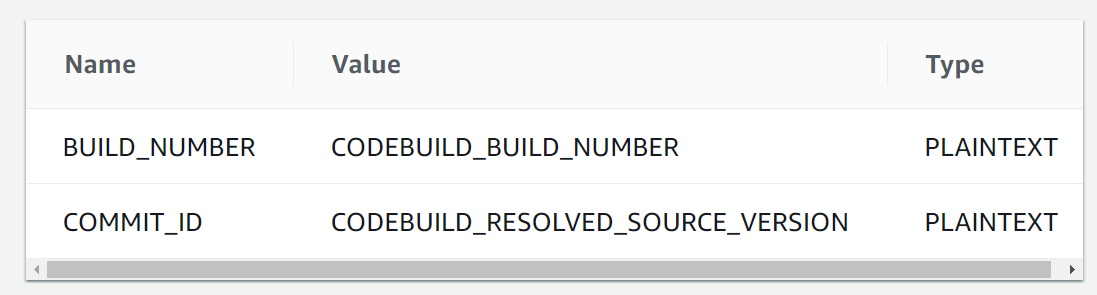 Name Value Type
BUILD_NUMBER CODEBUILD_BUILD_NUMBER PLAINTEXT
COMMIT_ID CODEBUILD_RESOLVED_SOURCE_VERSION PLAINTEXT